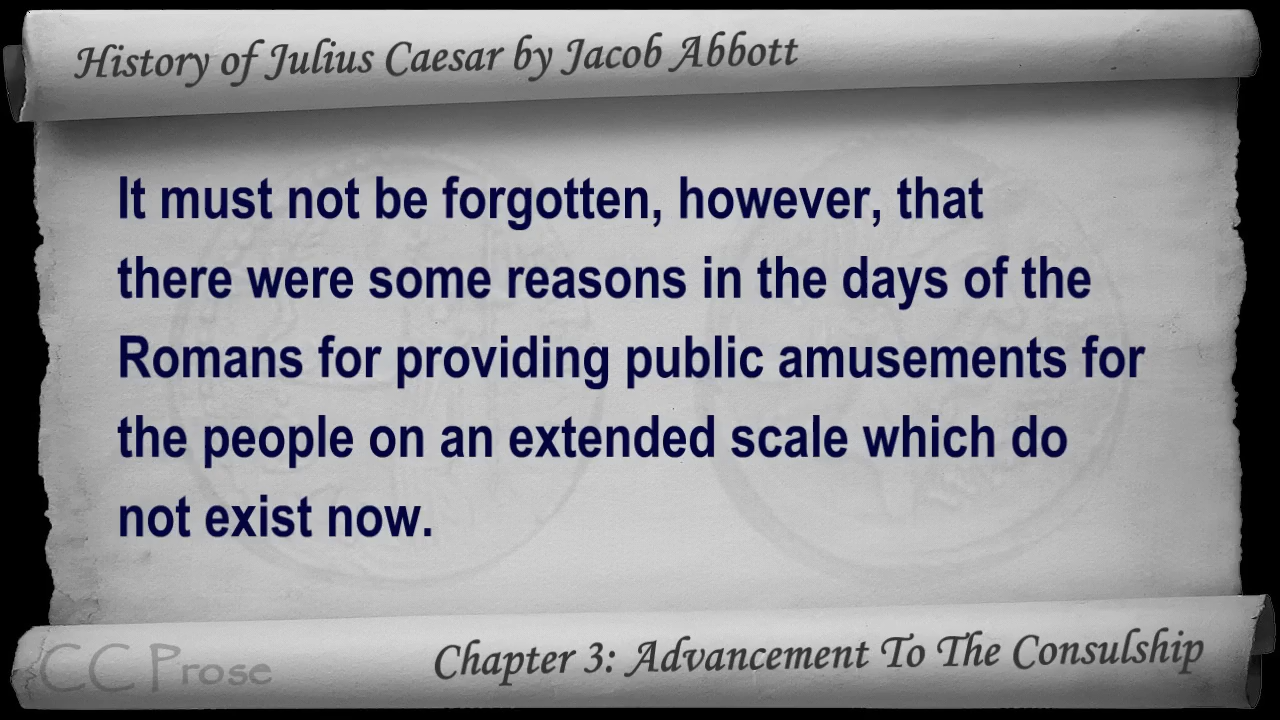 History of Julius Caesar by Jacob Abbott
It must not be forgotten, however, that
there were some reasons in the days of the
Romans for providing public amusements for
the people on an extended scale which do
not exist now.
CC Prose
Chapter 3: Advancement To The Consulship